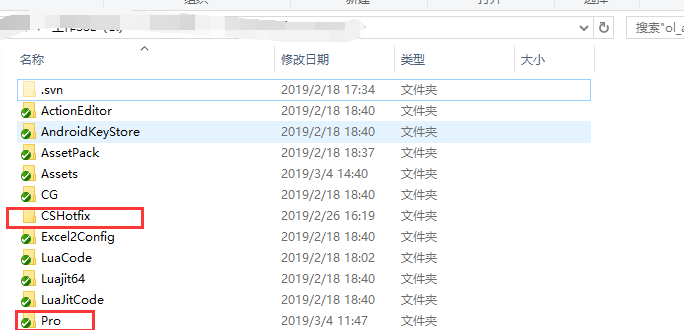 搜索"ol_a
名称 修改日期 类型 大小
.svn 2019/2/18 17:34 文件夹
ActionEditor 2019/2/18 18:40 文件夹
AndroidKeyStore 2019/2/18 18:40 文件夹
AssetPack 2019/2/18 18:37 文件夹
Assets 2019/3/4 14:40 文件夹
CG 2019/2/18 18:40 文件夹
CSHotfix 2019/2/26 16:19 文件夹
Excel2Config 2019/2/18 18:40 文件夹
LuaCode 2019/2/18 18:02 文件夹
Luajit64 2019/2/18 18:40 文件夹
LuaJitCode 2019/2/18 18:40 文件夹
Pro 2019/3/4 11:47 文件夹